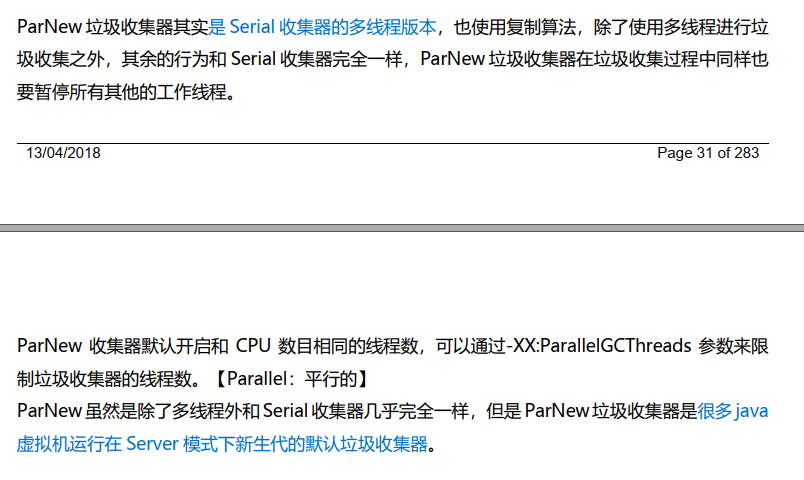 ParNew 垃圾收集器其实是 Serial 收集器的多线程版本，也使用复制算法，除了使用多线程进行垃
圾收集之外，其余的行为和 Serial 收集器完全一样，ParNew 垃圾收集器在垃圾收集过程中同样也
要暂停所有其他的工作线程。
13/04/2018 Page 31 of 283
ParNew 收集器默认开启和 CPU 数目相同的线程数，可以通过-XX:ParallelGCThreads 参数来限
制垃圾收集器的线程数。【Parallel：平行的】
ParNew 虽然是除了多线程外和 Serial 收集器几乎完全一样，但是 ParNew 垃圾收集器是很多 java
虚拟机运行在 Server 模式下新生代的默认垃圾收集器。